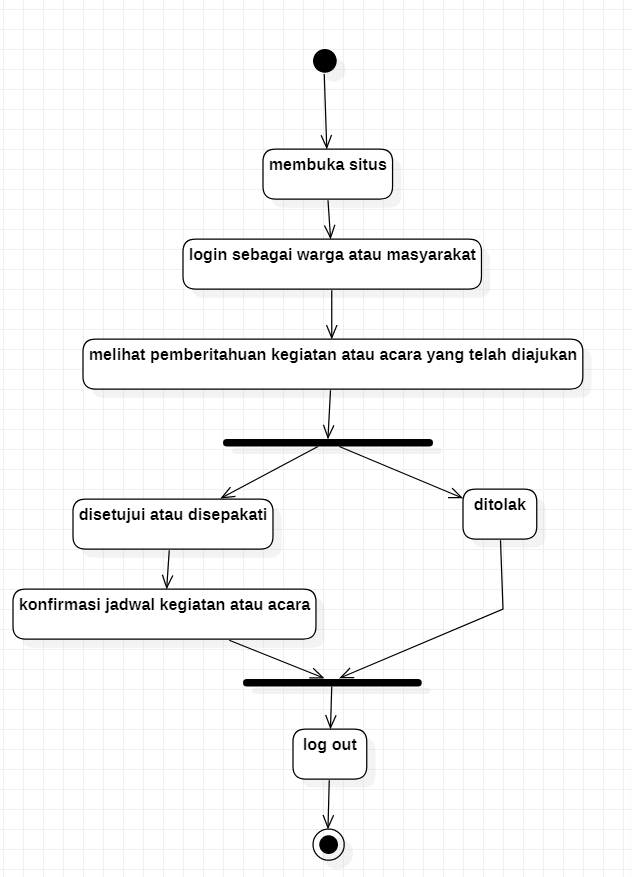 membuka situs
login sebagai warga atau masyarakat
melihat pemberitahuan kegiatan atau acara yang telah diajukan
disetujui atau disepakati
ditolak
konfirmasi jadwal kegiatan atau acara
log out